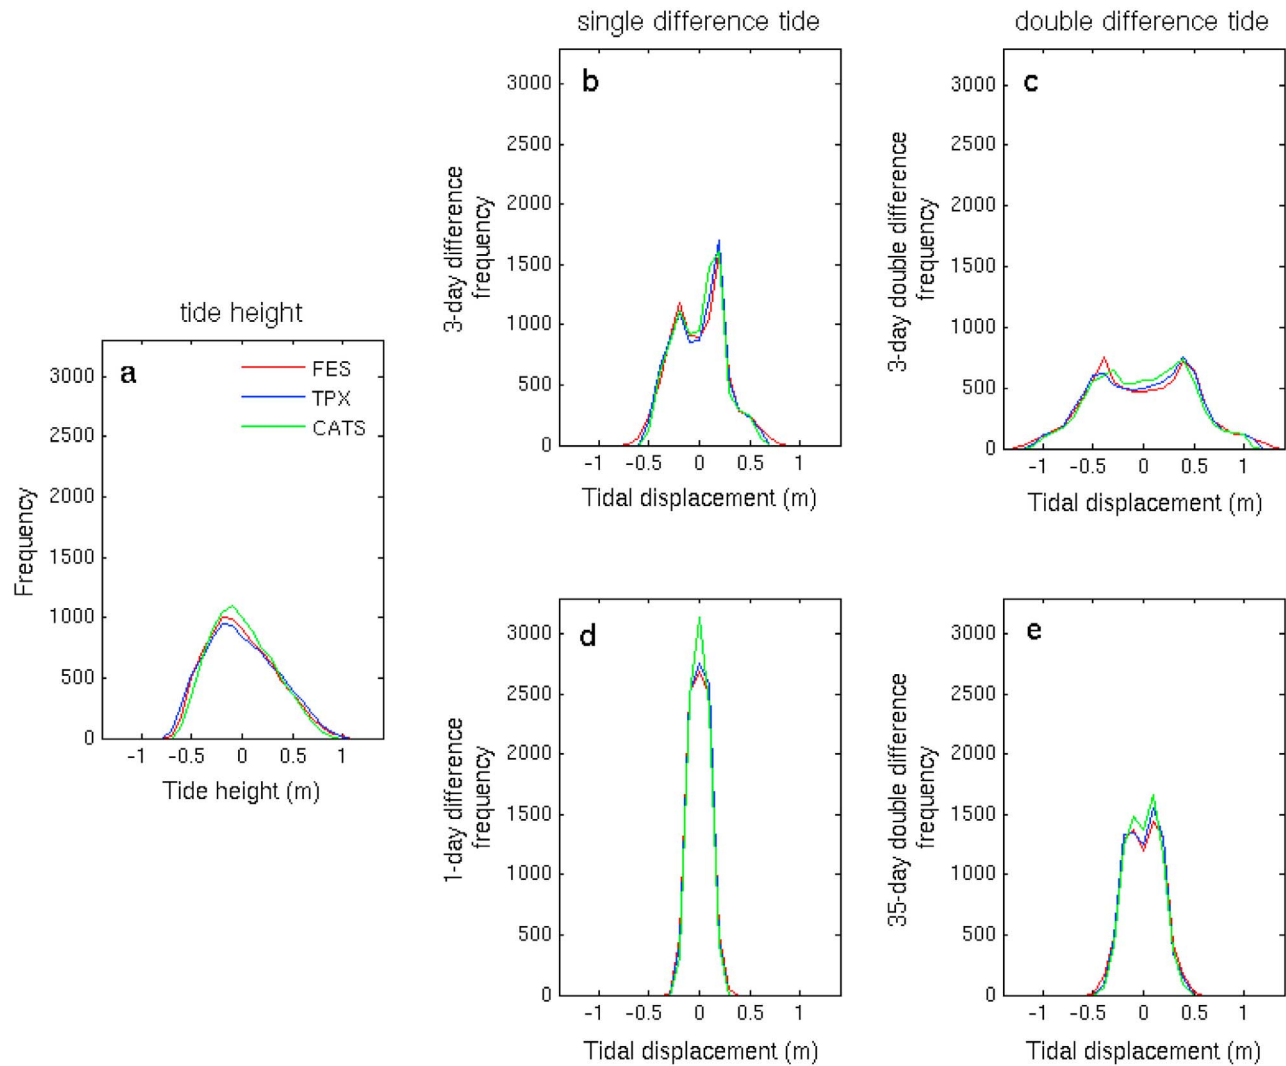 single difference tide
double difference tide
b
3000
2500
2000
1500
1000
500
0
-1 -0.5 0 0.5 1
Tidal displacement (m)
3-day difference
frequency
c
3000
2500
2000
1500
1000
500
0
-1 -0.5 0 0.5 1
Tidal displacement (m)
3-day double difference
frequency
tide height
a
FES
TPX
CATS
3000
2500
2000
1500
1000
500
0
-1 -0.5 0 0.5 1
Tide height (m)
Frequency
d
3000
2500
2000
1500
1000
500
0
-1 -0.5 0 0.5 1
Tidal displacement (m)
1-day difference
frequency
e
3000
2500
2000
1500
1000
500
0
-1 -0.5 0 0.5 1
Tidal displacement (m)
35-day double difference
frequency